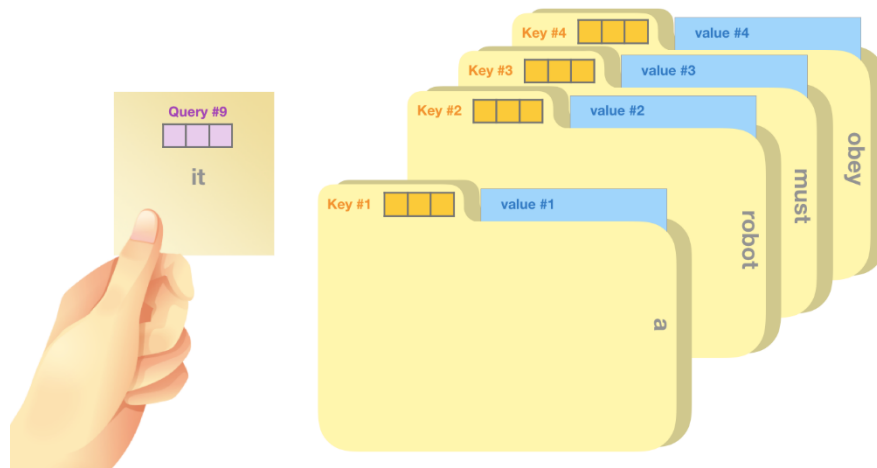 Query #9
it
Key #1
value #1
a
Key #2
value #2
robot
Key #3
value #3
must
Key #4
value #4
obey